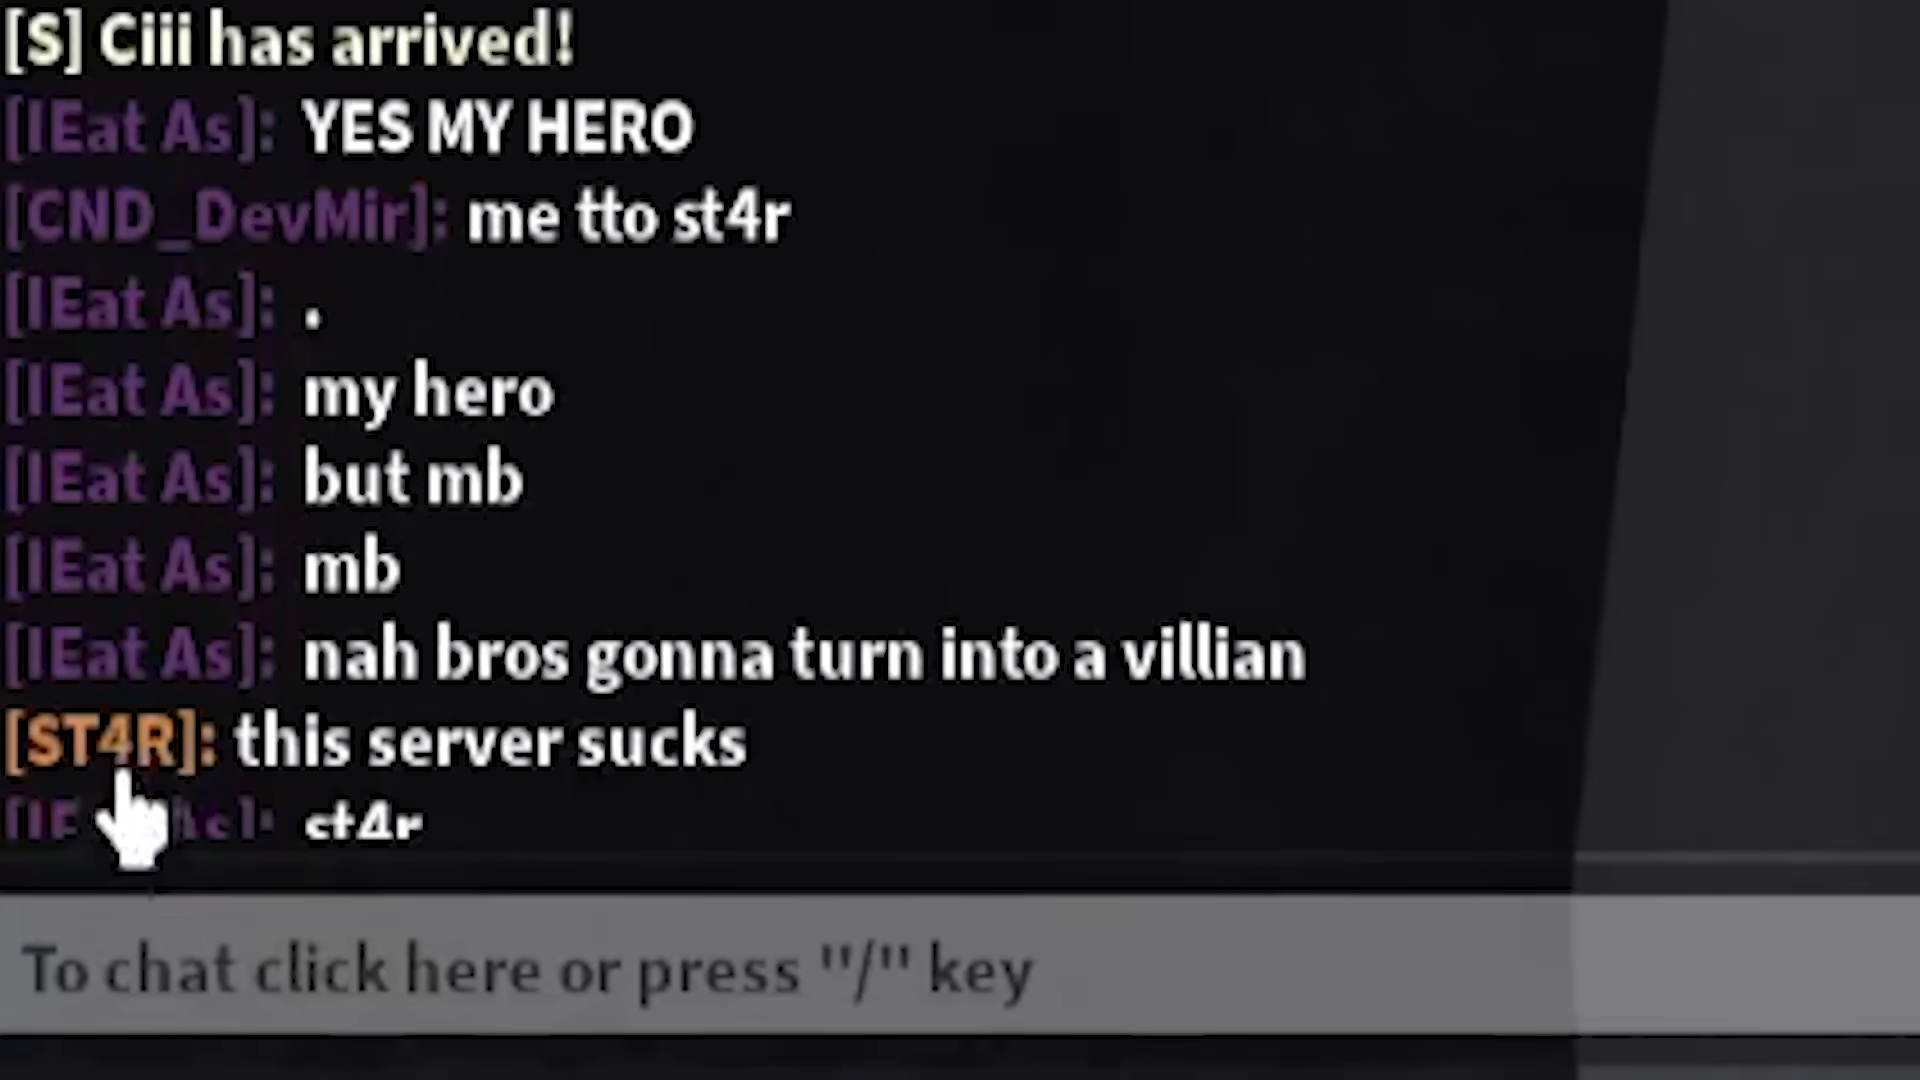 [S] Ciii has arrived!
[IEat As]: YES MY HERO
[CND_DevMir]: me tto st4r
[IEat As]: .
[IEat As]: my hero
[IEat As]: but mb
[IEat As]: mb
[IEat As]: nah bros gonna turn into a villian
[ST4R]: this server sucks
st4r
To chat click here or press "/" key